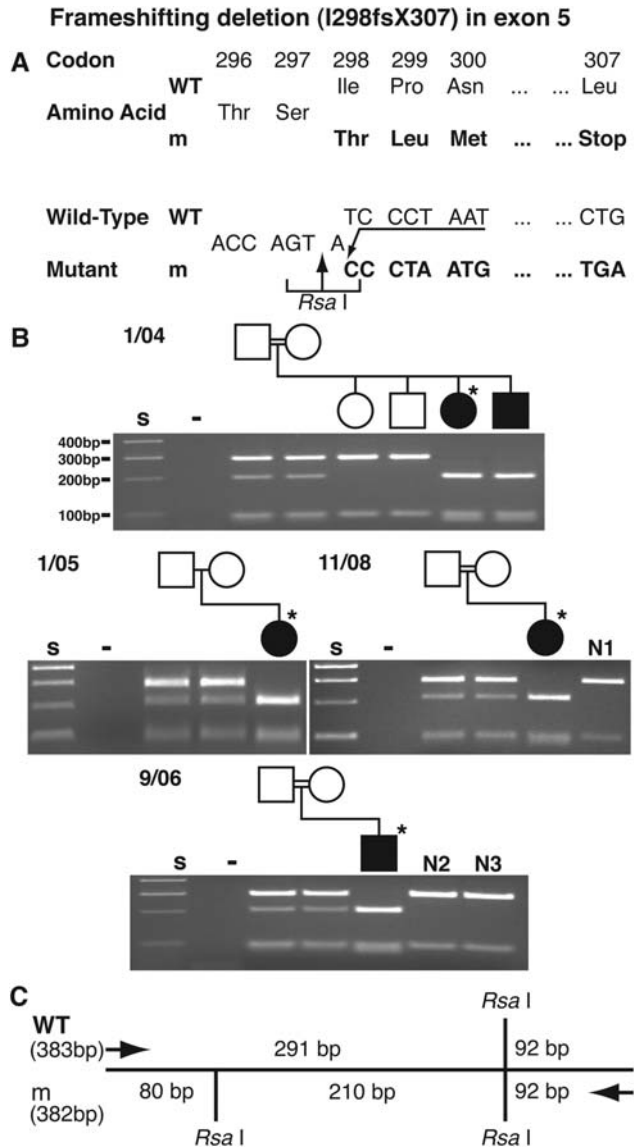 Frameshifting deletion (I298fsX307) in exon 5
A Codon 296 297 298 299 300 307
WT Ile Pro Asn ... ... Leu
Amino Acid Thr Ser
m Thr Leu Met ... ... Stop
Wild-Type WT TC CCT AAT ... ... CTG
ACC AGT A
Mutant m CC CTA ATG ... ... TGA
Rsa I
B 1/04
*
s -
400bp
300bp
200bp
100bp
1/05 11/08
* *
s - s - N1
9/06
*
s - N2 N3
C
Rsa I
WT
(383bp) 291 bp 92 bp
m 80 bp 210 bp 92 bp
(382bp)
Rsa I Rsa I